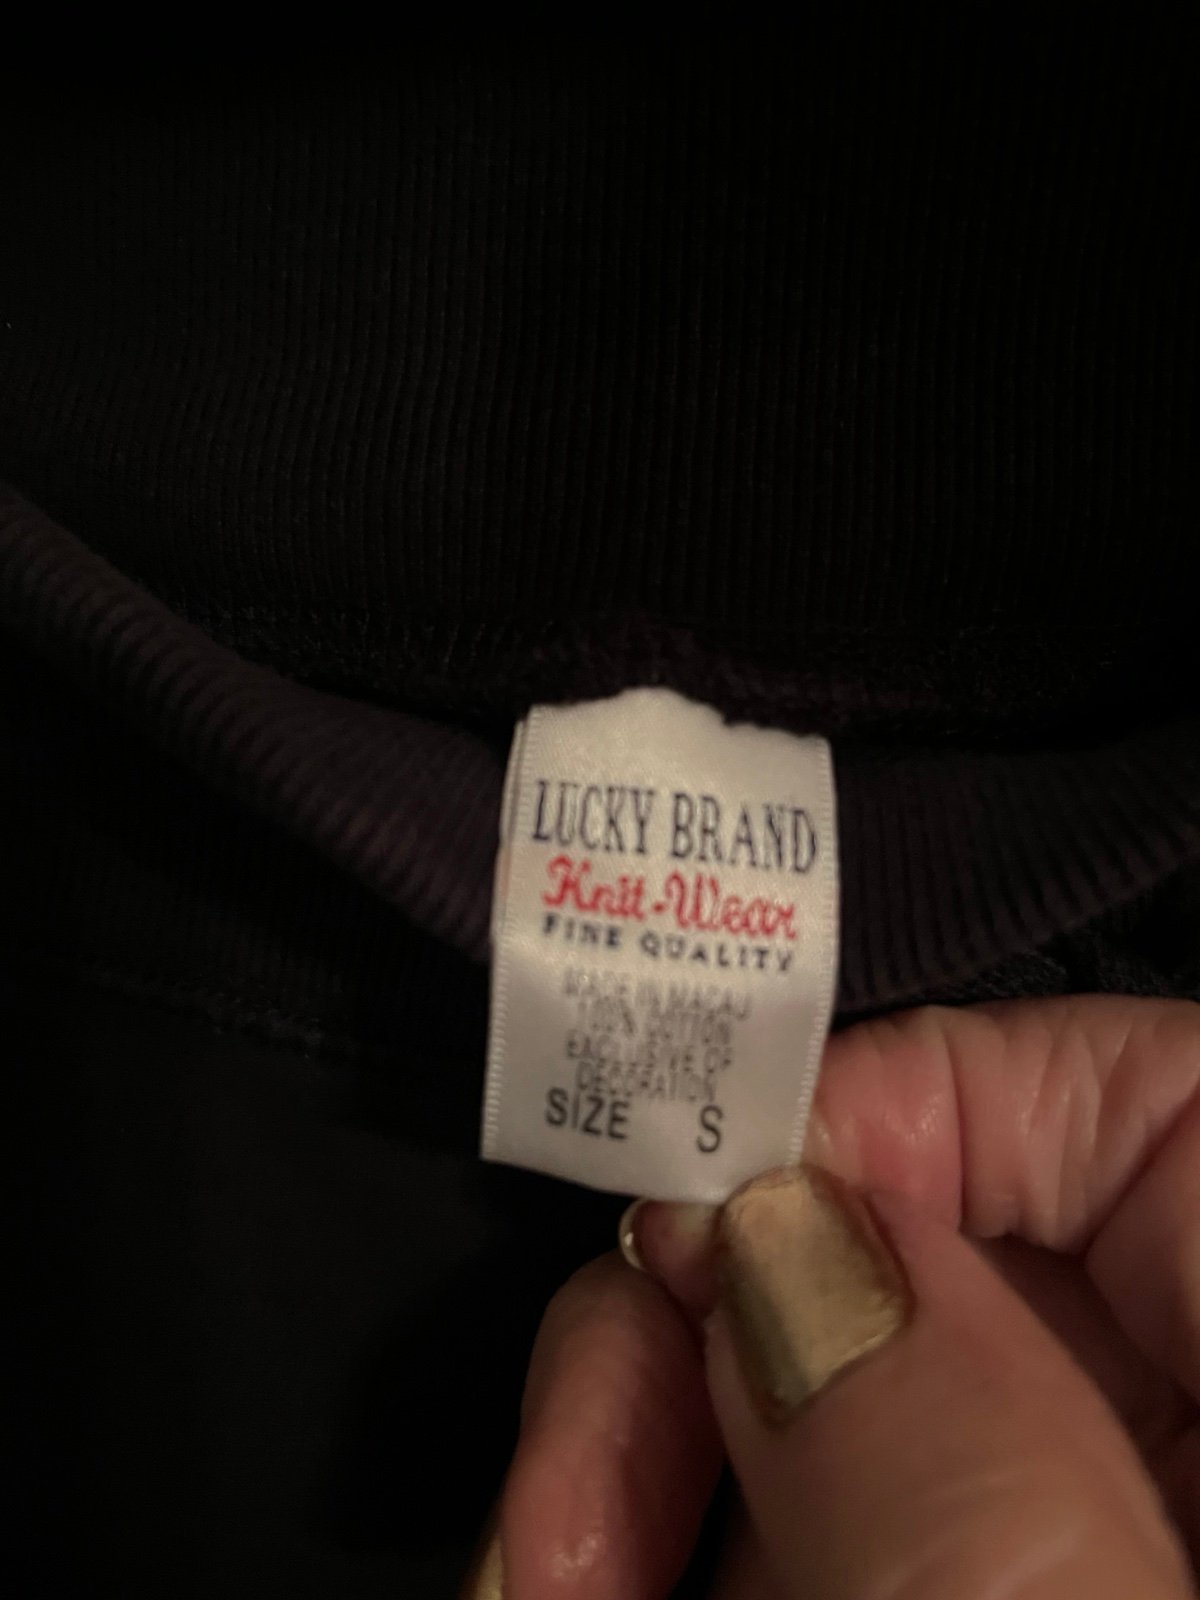 LUCKY BRAND
Knit-Wear
FINE QUALITY
MADE IN MACAU
100% COTTON
EXCLUSIVE OF
DECORATION
SIZE S